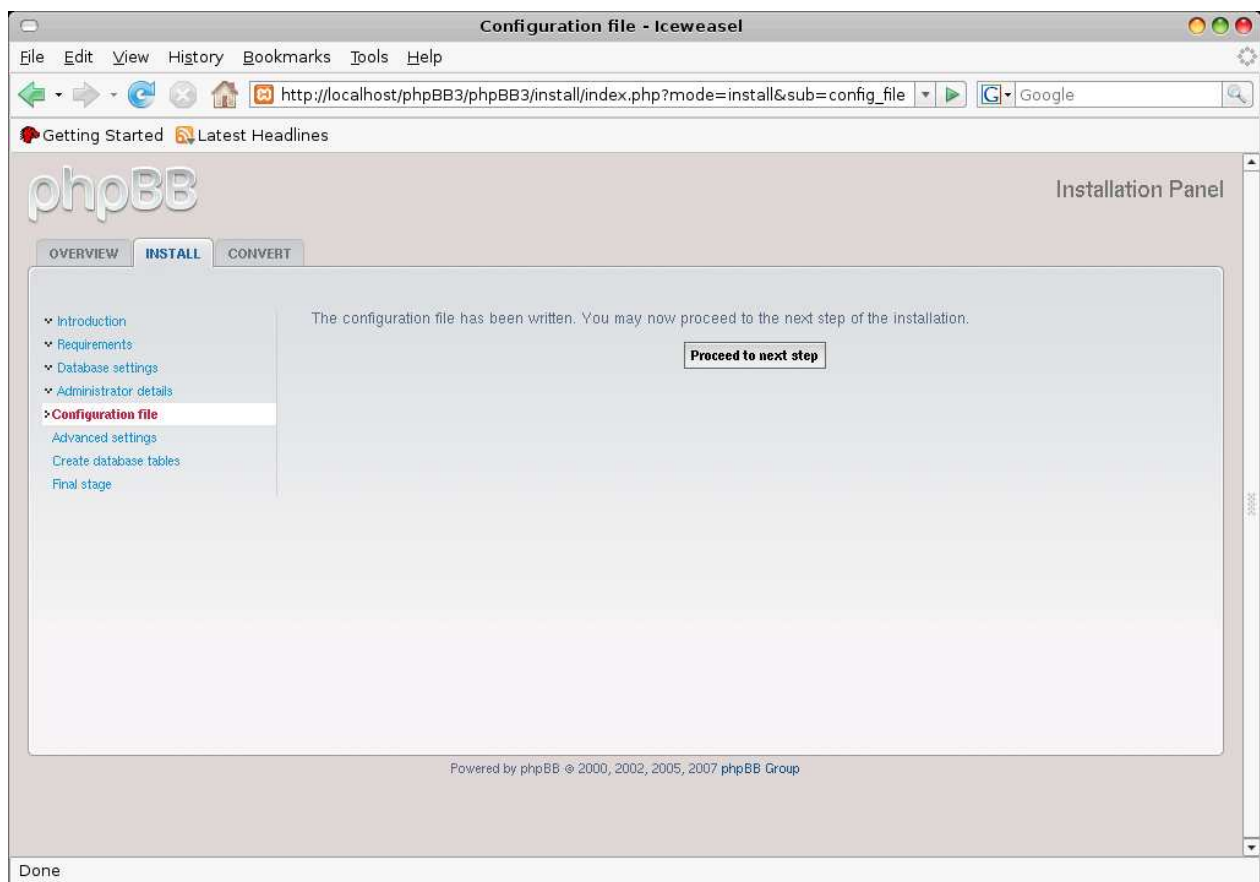 Configuration file - Iceweasel
File Edit View History Bookmarks Tools Help
http://localhost/phpBB3/phpBB3/install/index.php?mode=install&sub=config_file
G Google
Getting Started Latest Headlines
phpBB
Installation Panel
OVERVIEW INSTALL CONVERT
Introduction
Requirements
Database settings
Administrator details
Configuration file
Advanced settings
Create database tables
Final stage
The configuration file has been written. You may now proceed to the next step of the installation.
Proceed to next step
Powered by phpBB © 2000, 2002, 2005, 2007 phpBB Group
Done